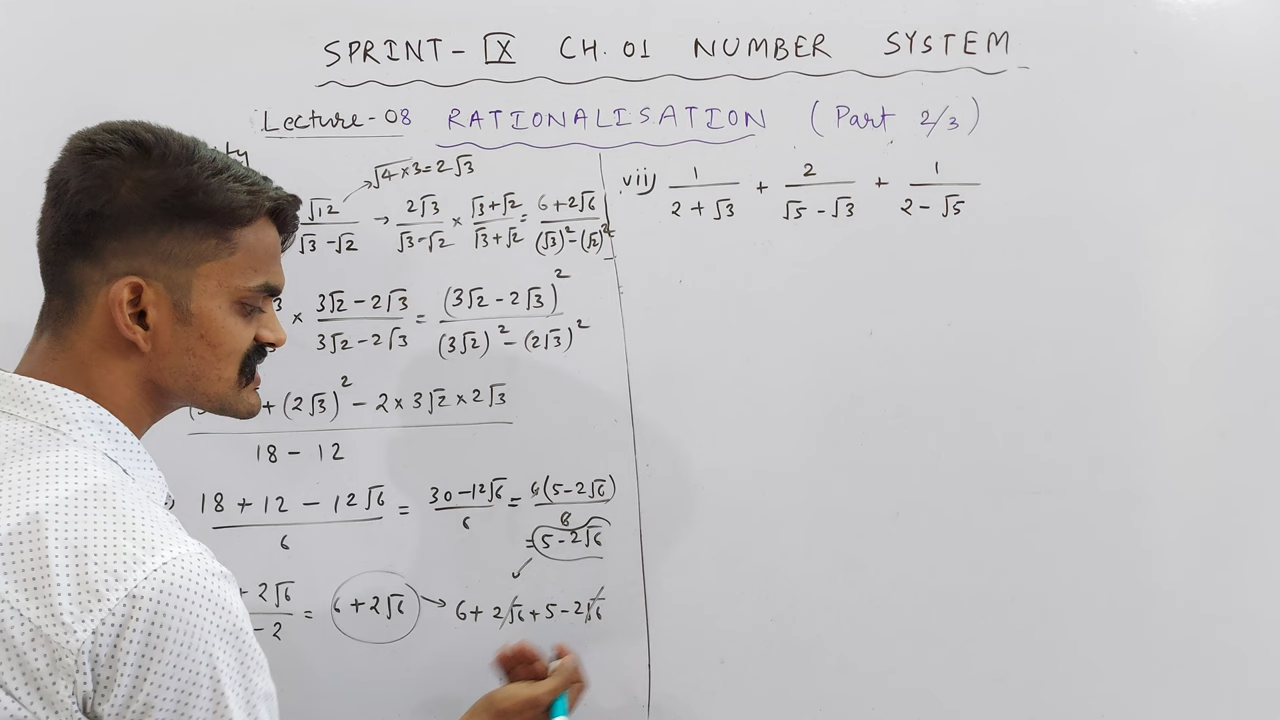 SPRINT - IX CH. 01 NUMBER SYSTEM
Lecture - 08 RATIONALISATION (Part 2/3)
√4 × 3 = 2√3
√12 / (√3 - √2) → 2√3 / (√3 - √2) × (√3 + √2) / (√3 + √2) = (6 + 2√6) / ((√3)² - (√2)²)
3 × (3√2 - 2√3) / (3√2 - 2√3) = (3√2 - 2√3)² / ((3√2)² - (2√3)²)
+ (2√3)² - 2 × 3√2 × 2√3
18 - 12
(18 + 12 - 12√6) / 6 = (30 - 12√6) / 6 = 6(5 - 2√6) / 6
= 5 - 2√6
+ 2√6 / - 2 = 6 + 2√6 → 6 + 2√6 + 5 - 2√6
vii) 1 / (2 + √3) + 2 / (√5 - √3) + 1 / (2 - √5)